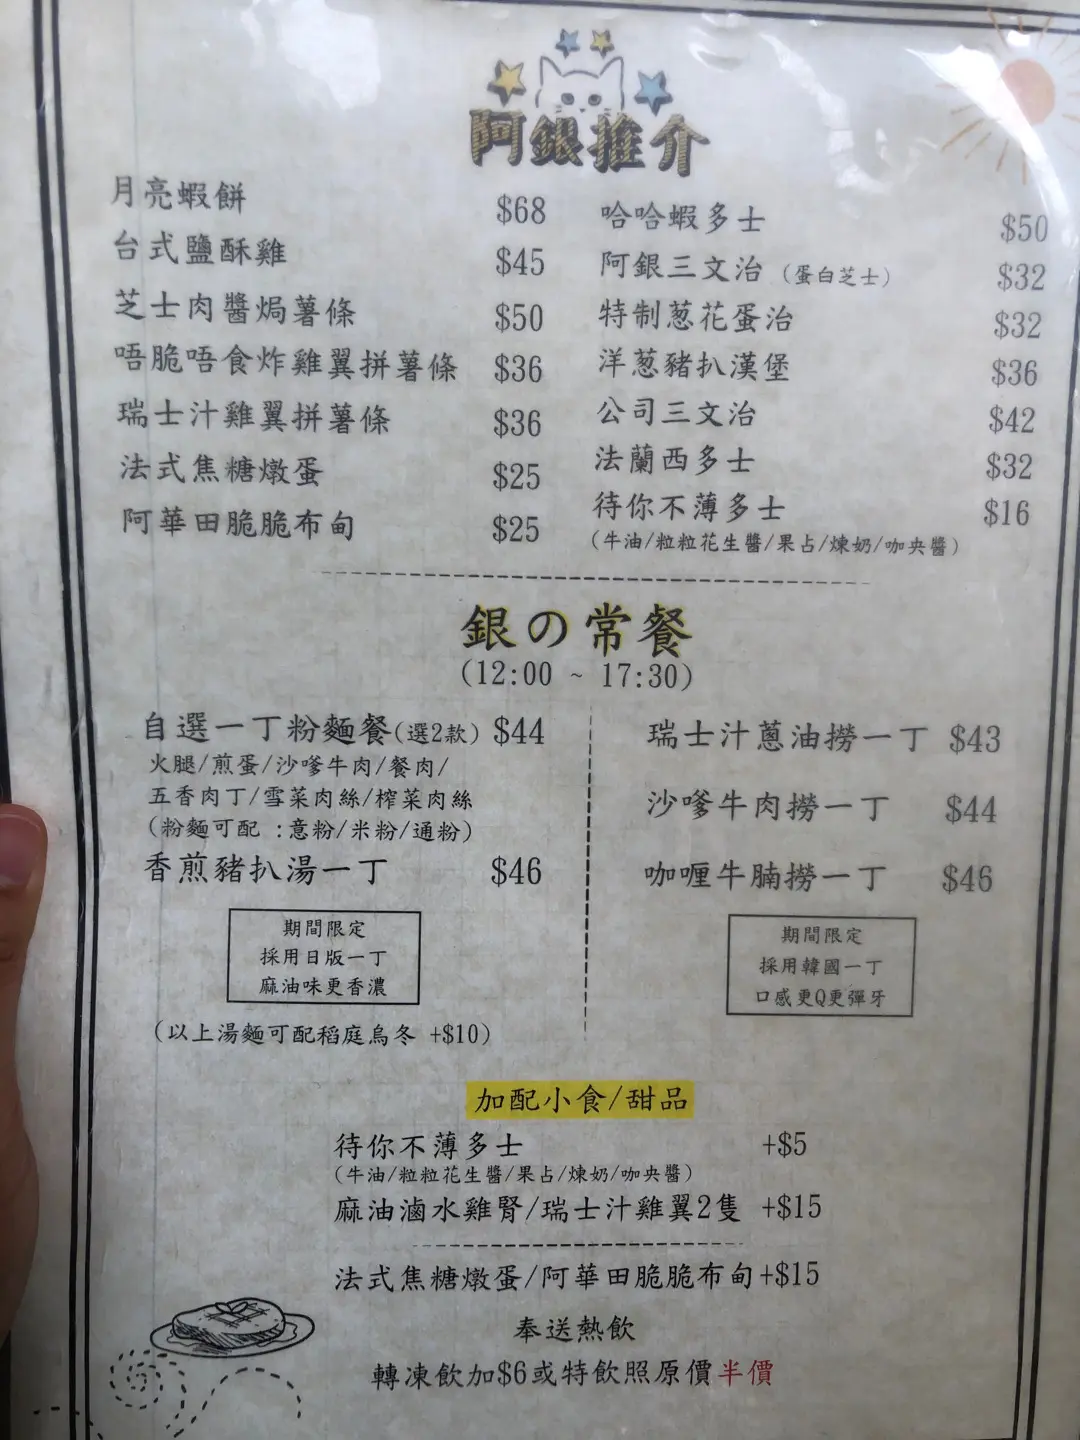 阿銀推介
月亮蝦餅 $68
台式鹽酥雞 $45
芝士肉醬焗薯條 $50
唔脆唔食炸雞翼拼薯條 $36
瑞士汁雞翼拼薯條 $36
法式焦糖燉蛋 $25
阿華田脆脆布甸 $25
哈哈蝦多士 $50
阿銀三文治（蛋白芝士） $32
特制葱花蛋治 $32
洋葱豬扒漢堡 $36
公司三文治 $42
法蘭西多士 $32
待你不薄多士 $16
（牛油/粒粒花生醬/果占/煉奶/咖央醬）
銀の常餐
(12:00 ~ 17:30)
自選一丁粉麵餐(選2款) $44
火腿/煎蛋/沙嗲牛肉/餐肉/
五香肉丁/雪菜肉絲/榨菜肉絲
(粉麵可配 :意粉/米粉/通粉)
香煎豬扒湯一丁 $46
期間限定
採用日版一丁
麻油味更香濃
（以上湯麵可配稻庭烏冬 +$10）
瑞士汁蔥油撈一丁 $43
沙嗲牛肉撈一丁 $44
咖喱牛腩撈一丁 $46
期間限定
採用韓國一丁
口感更Q更彈牙
加配小食/甜品
待你不薄多士 +$5
（牛油/粒粒花生醬/果占/煉奶/咖央醬）
麻油滷水雞腎/瑞士汁雞翼2隻 +$15
法式焦糖燉蛋/阿華田脆脆布甸+$15
奉送熱飲
轉凍飲加$6或特飲照原價半價